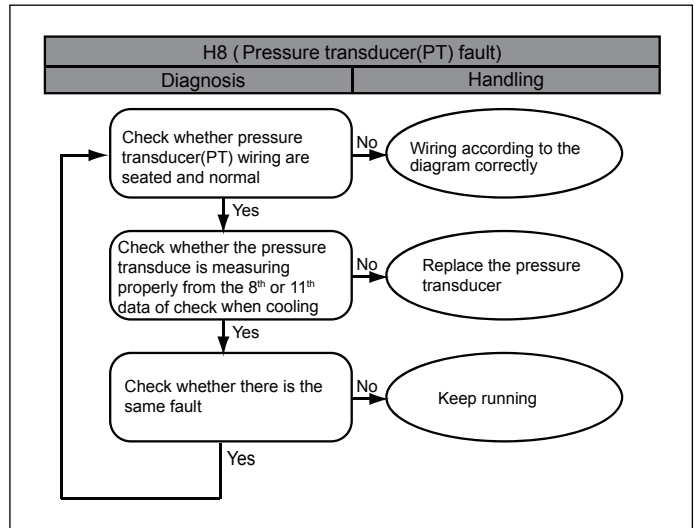 H8 ( Pressure transducer(PT) fault)
Diagnosis
Handling
Check whether pressure
transducer(PT) wiring are
seated and normal
No
Wiring according to the
diagram correctly
Yes
Check whether the pressure
transduce is measuring
properly from the 8th or 11th
data of check when cooling
No
Replace the pressure
transducer
Yes
Check whether there is the
same fault
No
Keep running
Yes